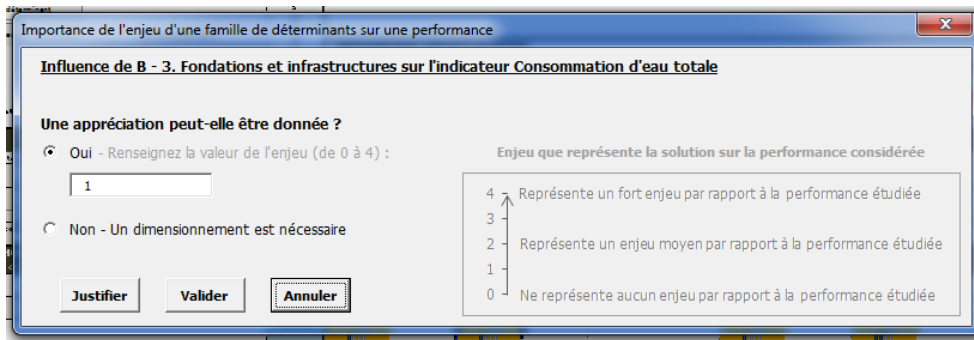 Importance de l'enjeu d'une famille de déterminants sur une performance
Influence de B - 3. Fondations et infrastructures sur l'indicateur Consommation d'eau totale
Une appréciation peut-elle être donnée ?
Oui - Renseignez la valeur de l'enjeu (de 0 à 4) :
1
Non - Un dimensionnement est nécessaire
Justifier
Valider
Annuler
Enjeu que représente la solution sur la performance considérée
4 Représente un fort enjeu par rapport à la performance étudiée
3
2 Représente un enjeu moyen par rapport à la performance étudiée
1
0 Ne représente aucun enjeu par rapport à la performance étudiée